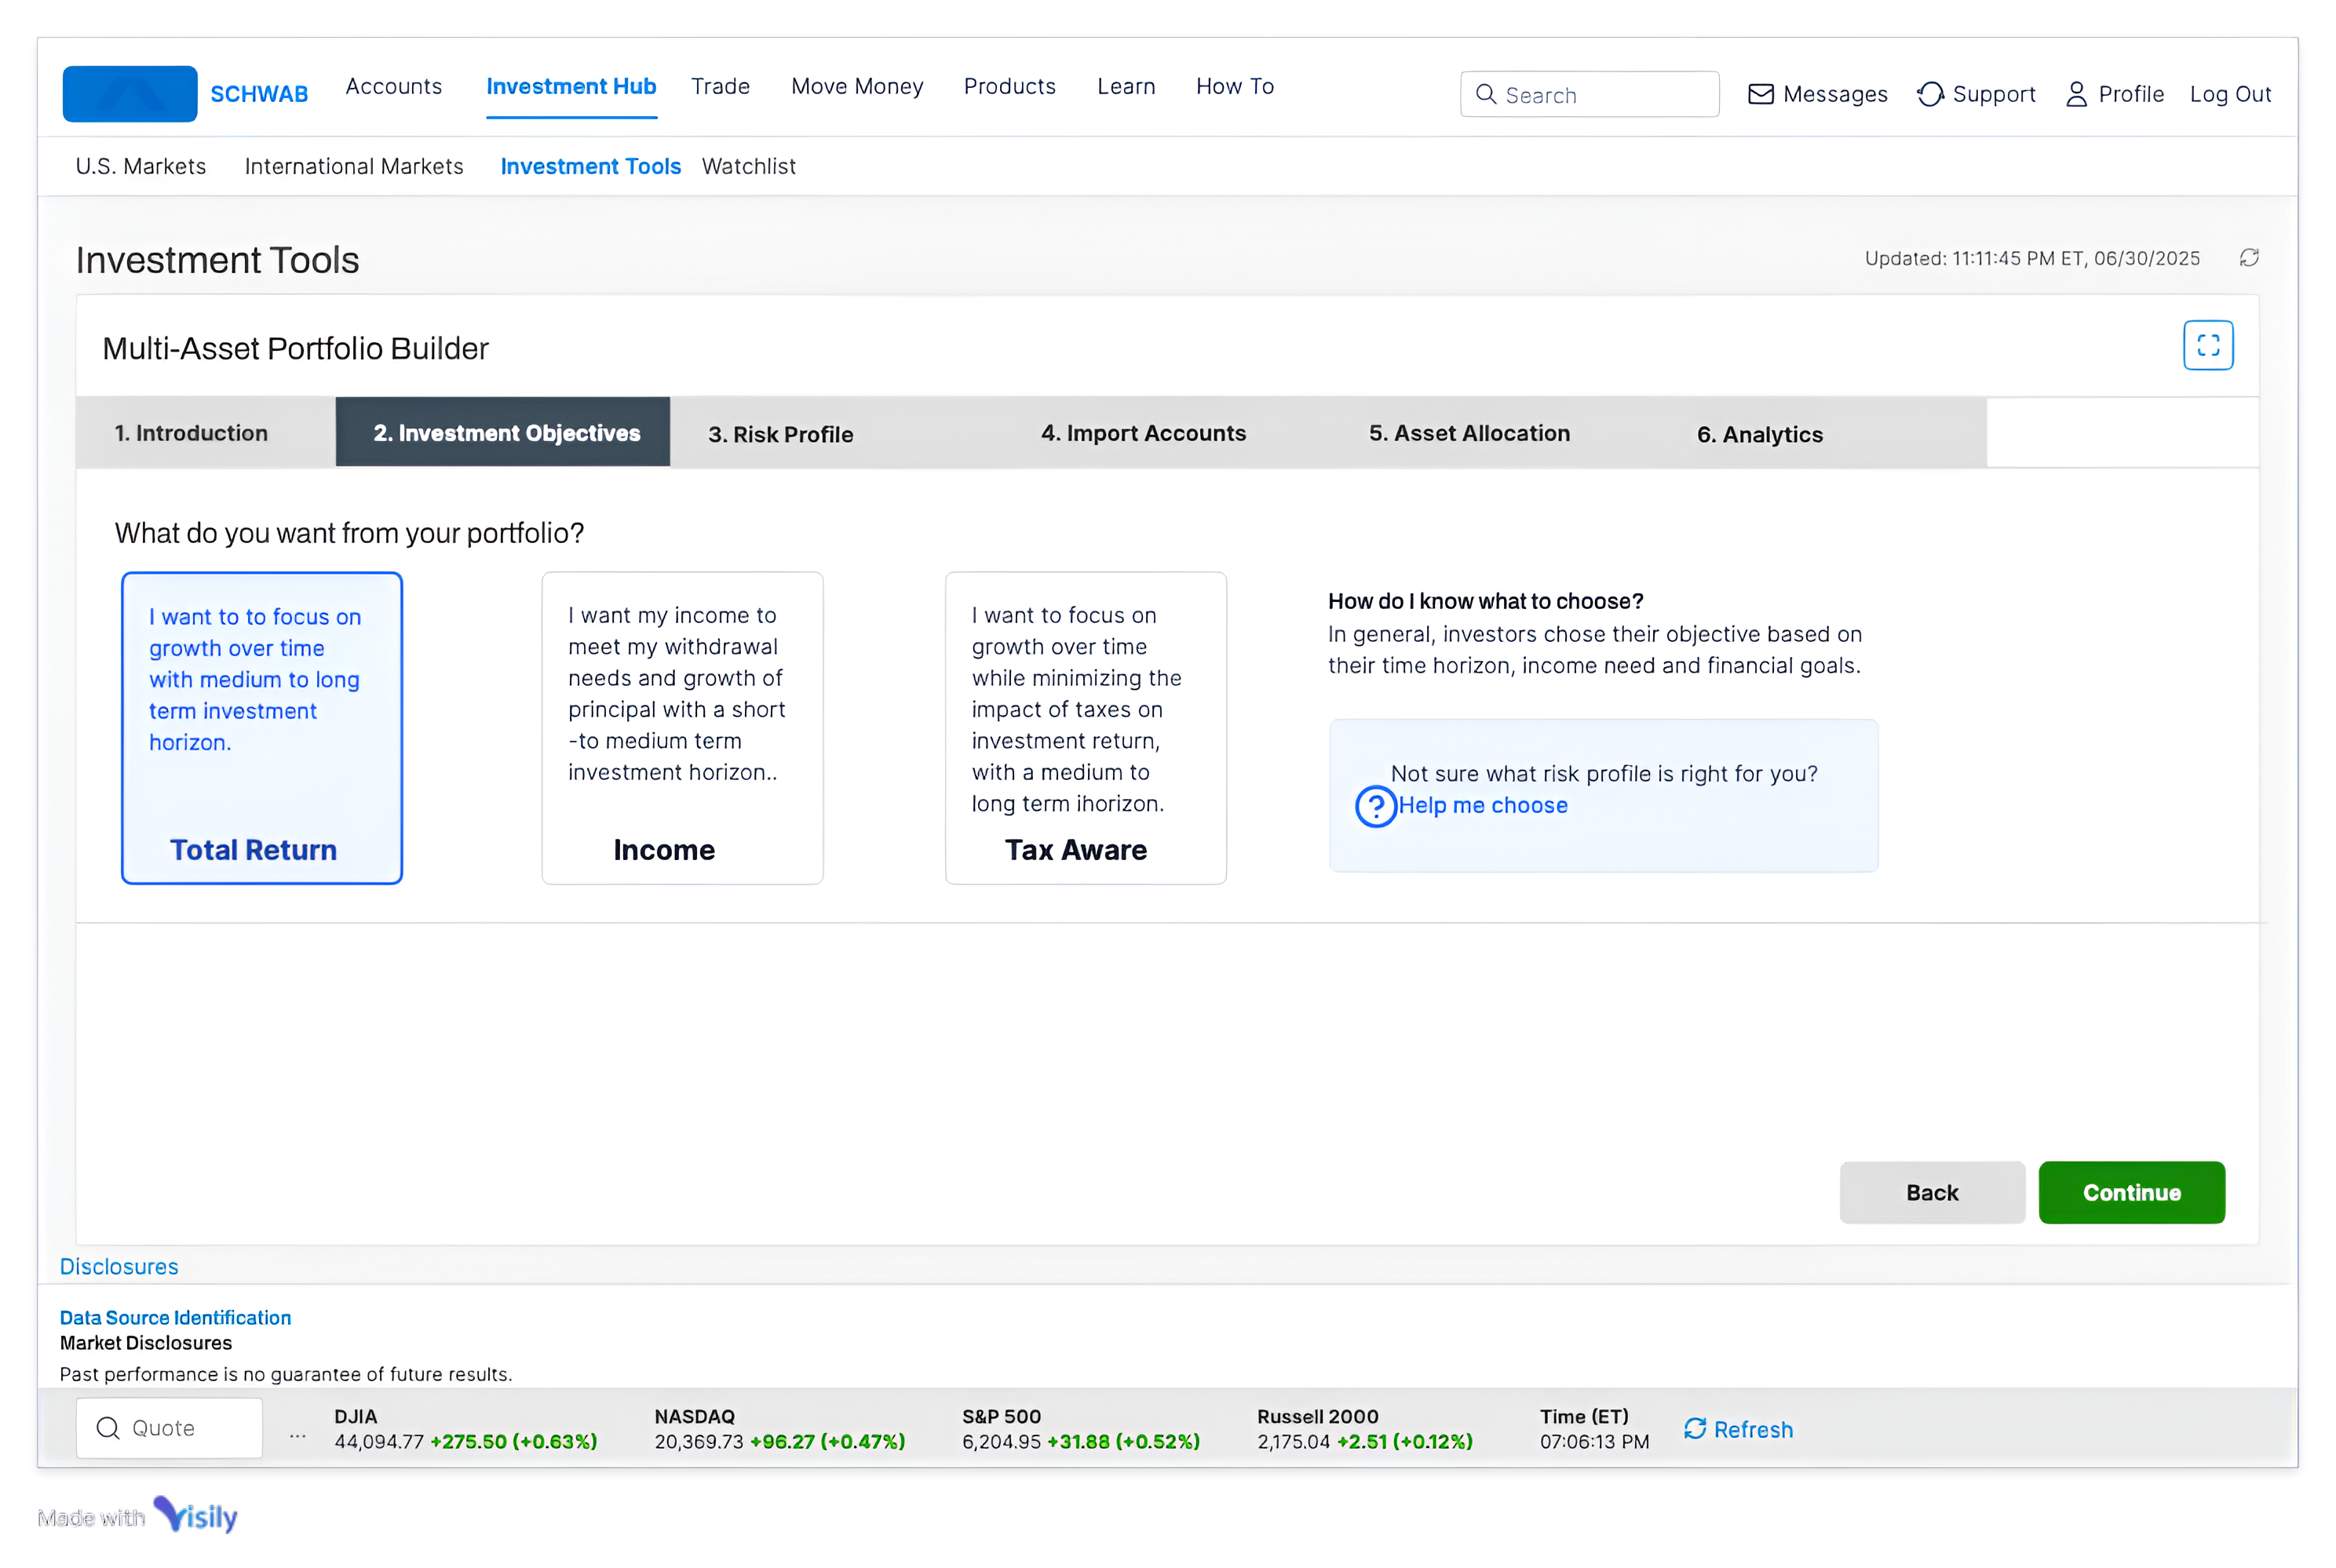 SCHWAB Accounts Investment Hub Trade Move Money Products Learn How To Search Messages Support Profile Log Out
U.S. Markets International Markets Investment Tools Watchlist
Investment Tools
Updated: 11:11:45 PM ET, 06/30/2025
Multi-Asset Portfolio Builder
1. Introduction 2. Investment Objectives 3. Risk Profile 4. Import Accounts 5. Asset Allocation 6. Analytics
What do you want from your portfolio?
I want to to focus on
growth over time
with medium to long
term investment
horizon.
Total Return
I want my income to
meet my withdrawal
needs and growth of
principal with a short
-to medium term
investment horizon..
Income
I want to focus on
growth over time
while minimizing the
impact of taxes on
investment return,
with a medium to
long term ihorizon.
Tax Aware
How do I know what to choose?
In general, investors chose their objective based on
their time horizon, income need and financial goals.
Not sure what risk profile is right for you?
Help me choose
Back Continue
Disclosures
Data Source Identification
Market Disclosures
Past performance is no guarantee of future results.
Quote
...
DJIA
44,094.77 +275.50 (+0.63%)
NASDAQ
20,369.73 +96.27 (+0.47%)
S&P 500
6,204.95 +31.88 (+0.52%)
Russell 2000
2,175.04 +2.51 (+0.12%)
Time (ET)
07:06:13 PM
Refresh
Made with Visily